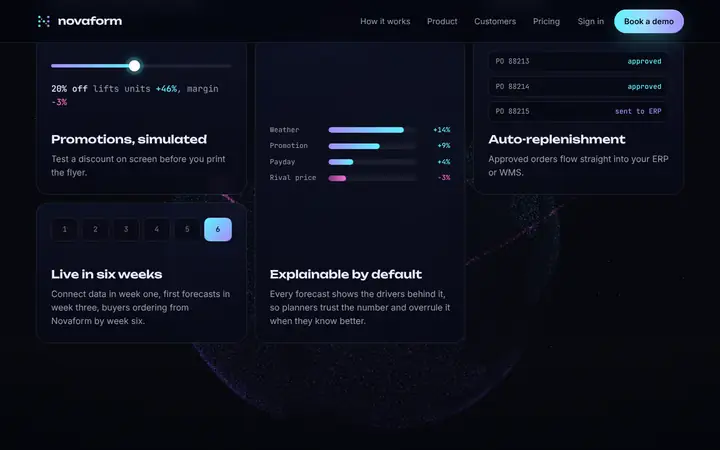 novaform
How it works
Product
Customers
Pricing
Sign in
Book a demo
20% off lifts units +46%, margin
-3%
Promotions, simulated
Test a discount on screen before you print
the flyer.
1 2 3 4 5 6
Live in six weeks
Connect data in week one, first forecasts in
week three, buyers ordering from
Novaform by week six.
Weather +14%
Promotion +9%
Payday +4%
Rival price -3%
Explainable by default
Every forecast shows the drivers behind it,
so planners trust the number and overrule it
when they know better.
PO 88213 approved
PO 88214 approved
PO 88215 sent to ERP
Auto-replenishment
Approved orders flow straight into your ERP
or WMS.